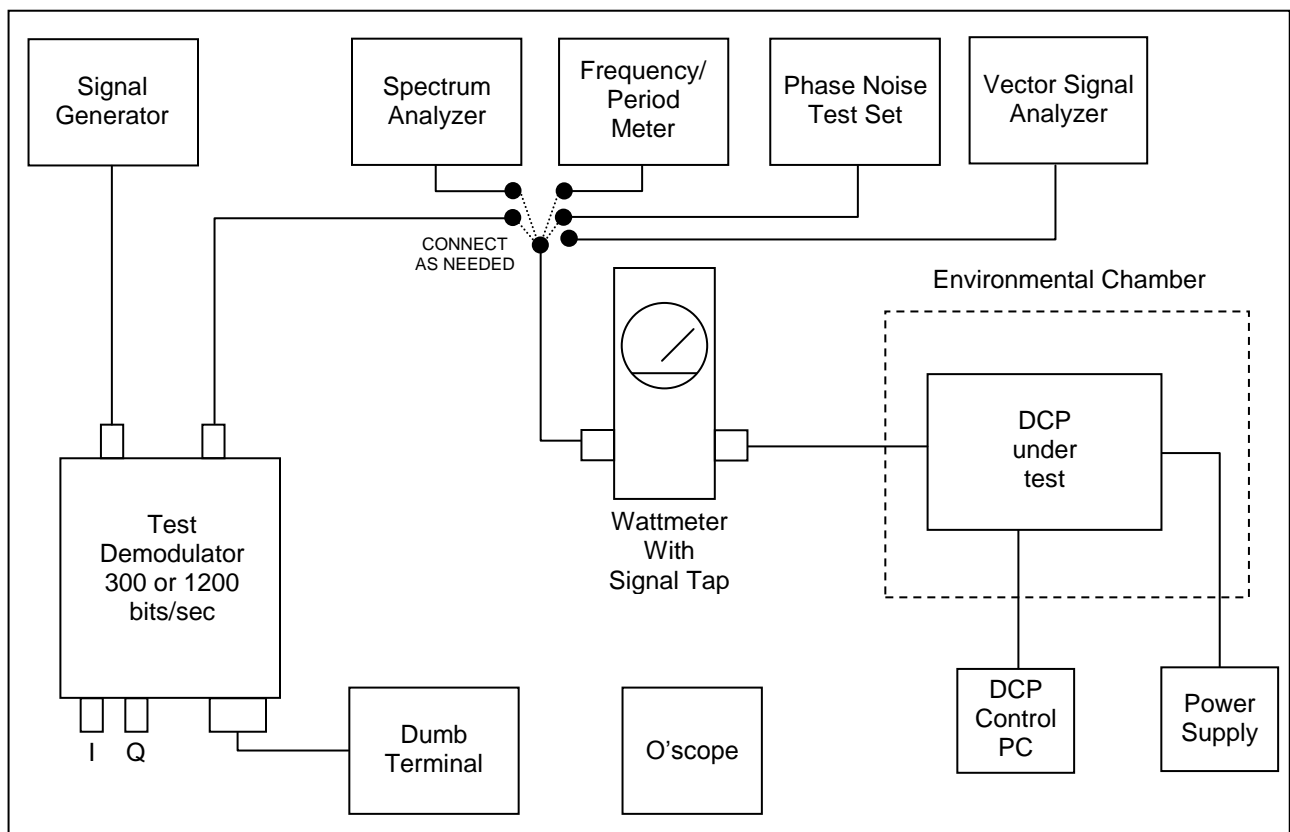 Signal
Generator
Spectrum
Analyzer
Frequency/
Period
Meter
Phase Noise
Test Set
Vector Signal
Analyzer
CONNECT
AS NEEDED
Environmental Chamber
DCP
under
test
Wattmeter
With
Signal Tap
Test
Demodulator
300 or 1200
bits/sec
I
Q
Dumb
Terminal
O’scope
DCP
Control
PC
Power
Supply